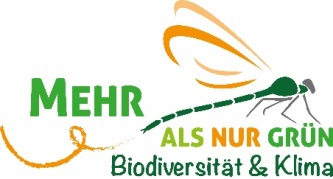 MEHR
ALS NUR GRÜN
Biodiversität & Klima